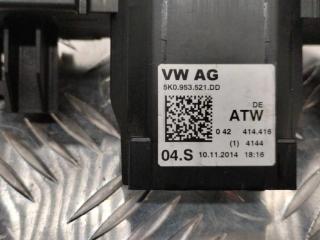 VW AG
5K0.953.521.DD
DE
ATW
0 42 414.416
(1) 4144
04.S 10.11.2014 18:16